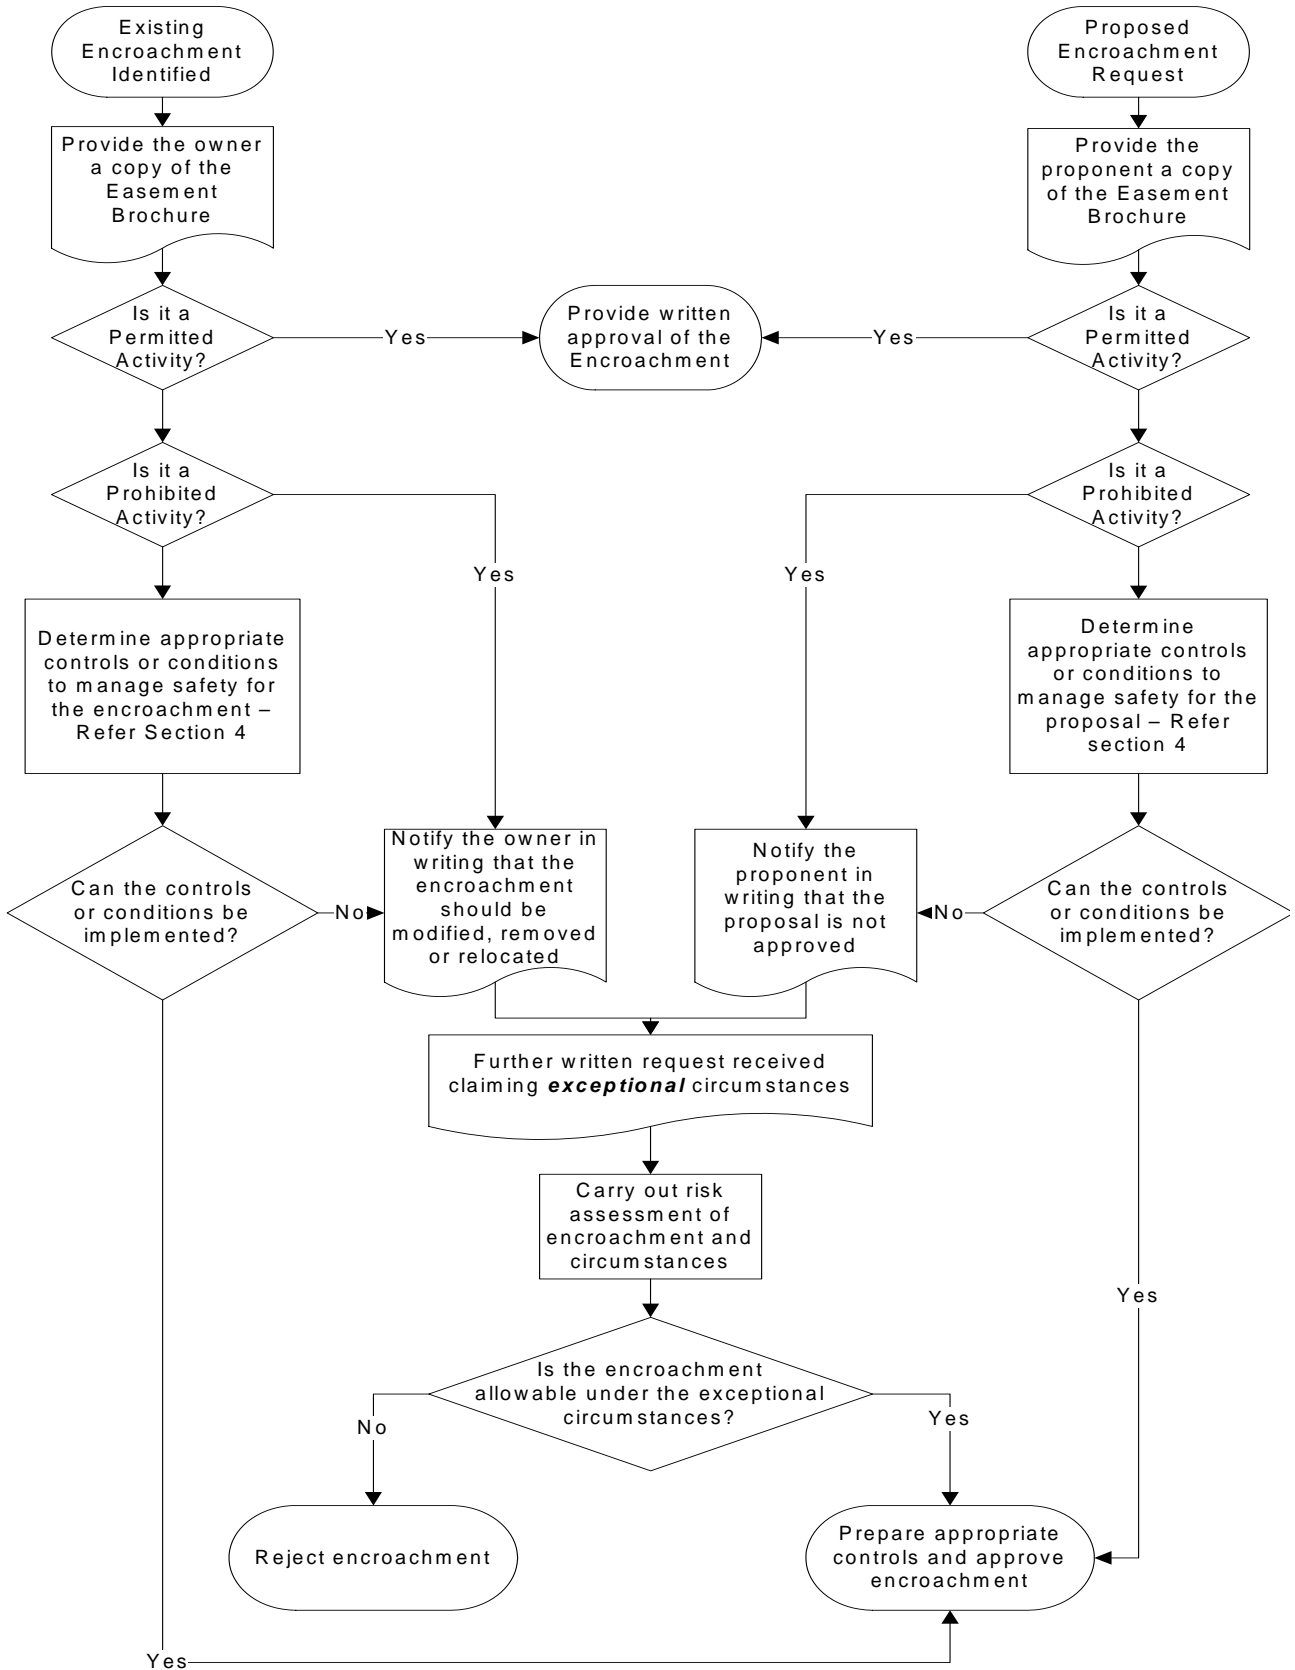 Existing
Encroachment
Identified
Proposed
Encroachment
Request
Provide the owner
a copy of the
Easement
Brochure
Provide the
proponent a copy
of the Easement
Brochure
Is it a
Permitted
Activity?
Yes
Provide written
approval of the
Encroachment
Yes
Is it a
Permitted
Activity?
Is it a
Prohibited
Activity?
Is it a
Prohibited
Activity?
Yes
Yes
Determine appropriate
controls or conditions
to manage safety for
the encroachment –
Refer Section 4
Determine
appropriate controls
or conditions to
manage safety for the
proposal – Refer
section 4
Can the controls
or conditions be
implemented?
No
Notify the owner in
writing that the
encroachment
should be
modified, removed
or relocated
Notify the
proponent in
writing that the
proposal is not
approved
No
Can the controls
or conditions be
implemented?
Further written request received
claiming exceptional circumstances
Carry out risk
assessment of
encroachment and
circumstances
Yes
Is the encroachment
allowable under the exceptional
circumstances?
No
Yes
Reject encroachment
Prepare appropriate
controls and approve
encroachment
Yes